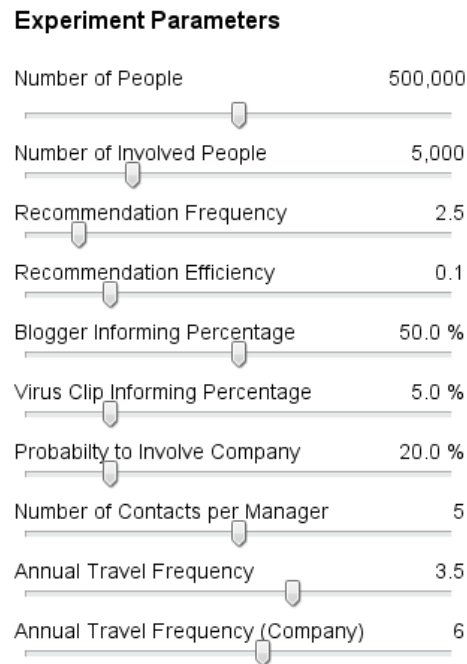 Experiment Parameters
Number of People 500,000
Number of Involved People 5,000
Recommendation Frequency 2.5
Recommendation Efficiency 0.1
Blogger Informing Percentage 50.0 %
Virus Clip Informing Percentage 5.0 %
Probabilty to Involve Company 20.0 %
Number of Contacts per Manager 5
Annual Travel Frequency 3.5
Annual Travel Frequency (Company) 6